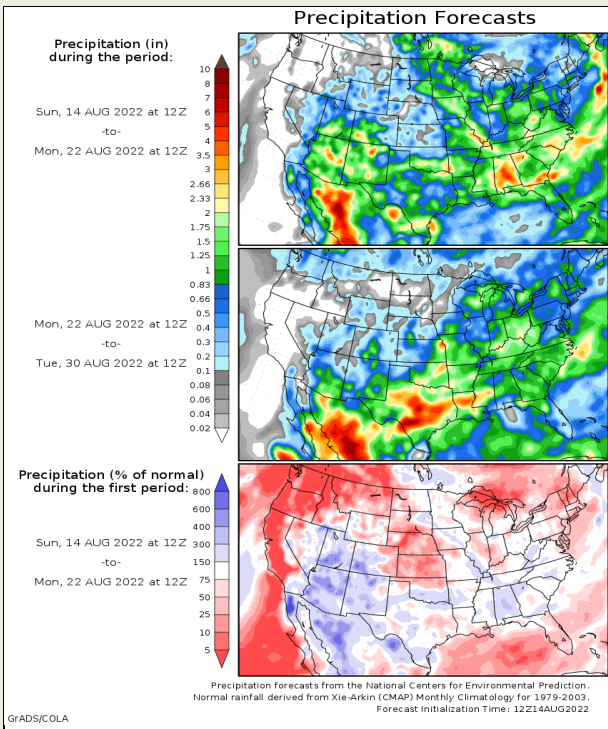 Precipitation Forecasts
Precipitation (in)
during the period:
Sun, 14 AUG 2022 at 12Z
-to-
Mon, 22 AUG 2022 at 12Z
10
8
7
6
5
4
3.5
3
2.66
2.33
2
1.75
1.5
1.25
1
0.83
0.66
0.5
0.4
0.3
0.2
0.1
0.08
0.06
0.04
0.02
Mon, 22 AUG 2022 at 12Z
-to-
Tue, 30 AUG 2022 at 12Z
Precipitation (% of normal)
during the first period:
Sun, 14 AUG 2022 at 12Z
-to-
Mon, 22 AUG 2022 at 12Z
800
600
400
300
150
75
50
25
10
5
Precipitation forecasts from the National Centers for Environmental Prediction.
Normal rainfall derived from Xie-Arkin (CMAP) Monthly Climatology for 1979-2003.
Forecast Initialization Time: 12Z14AUG2022
GrADS/COLA